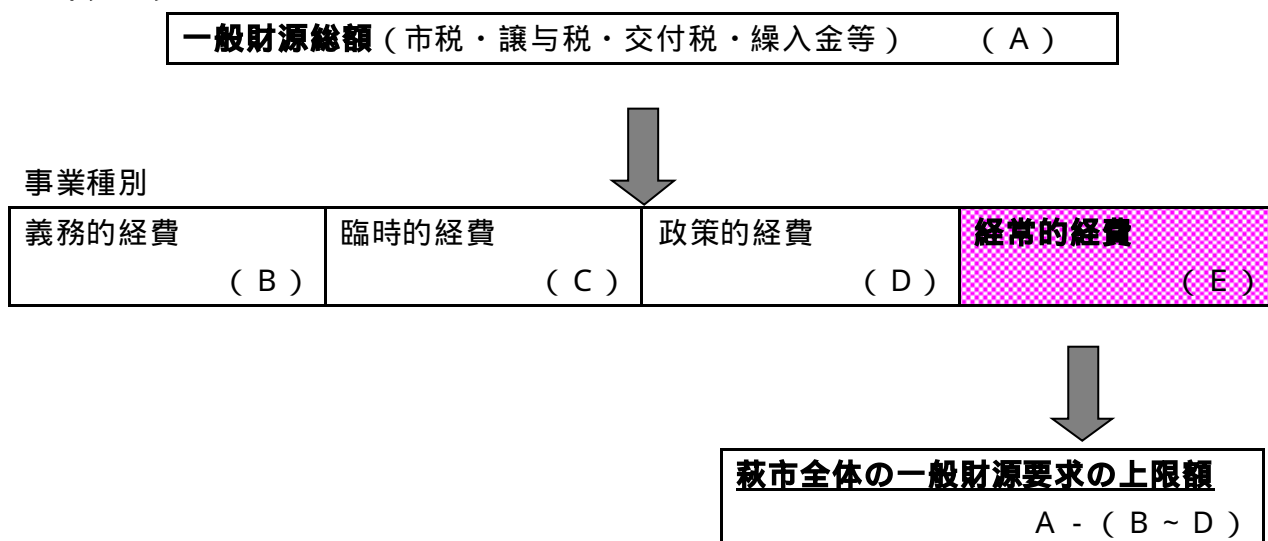 一般財源総額(市税・譲与税・交付税・繰入金等) (A)
事業種別
義務的経費 臨時的経費 政策的経費 経常的経費
(B) (C) (D) (E)
萩市全体の一般財源要求の上限額
A-(B~D)